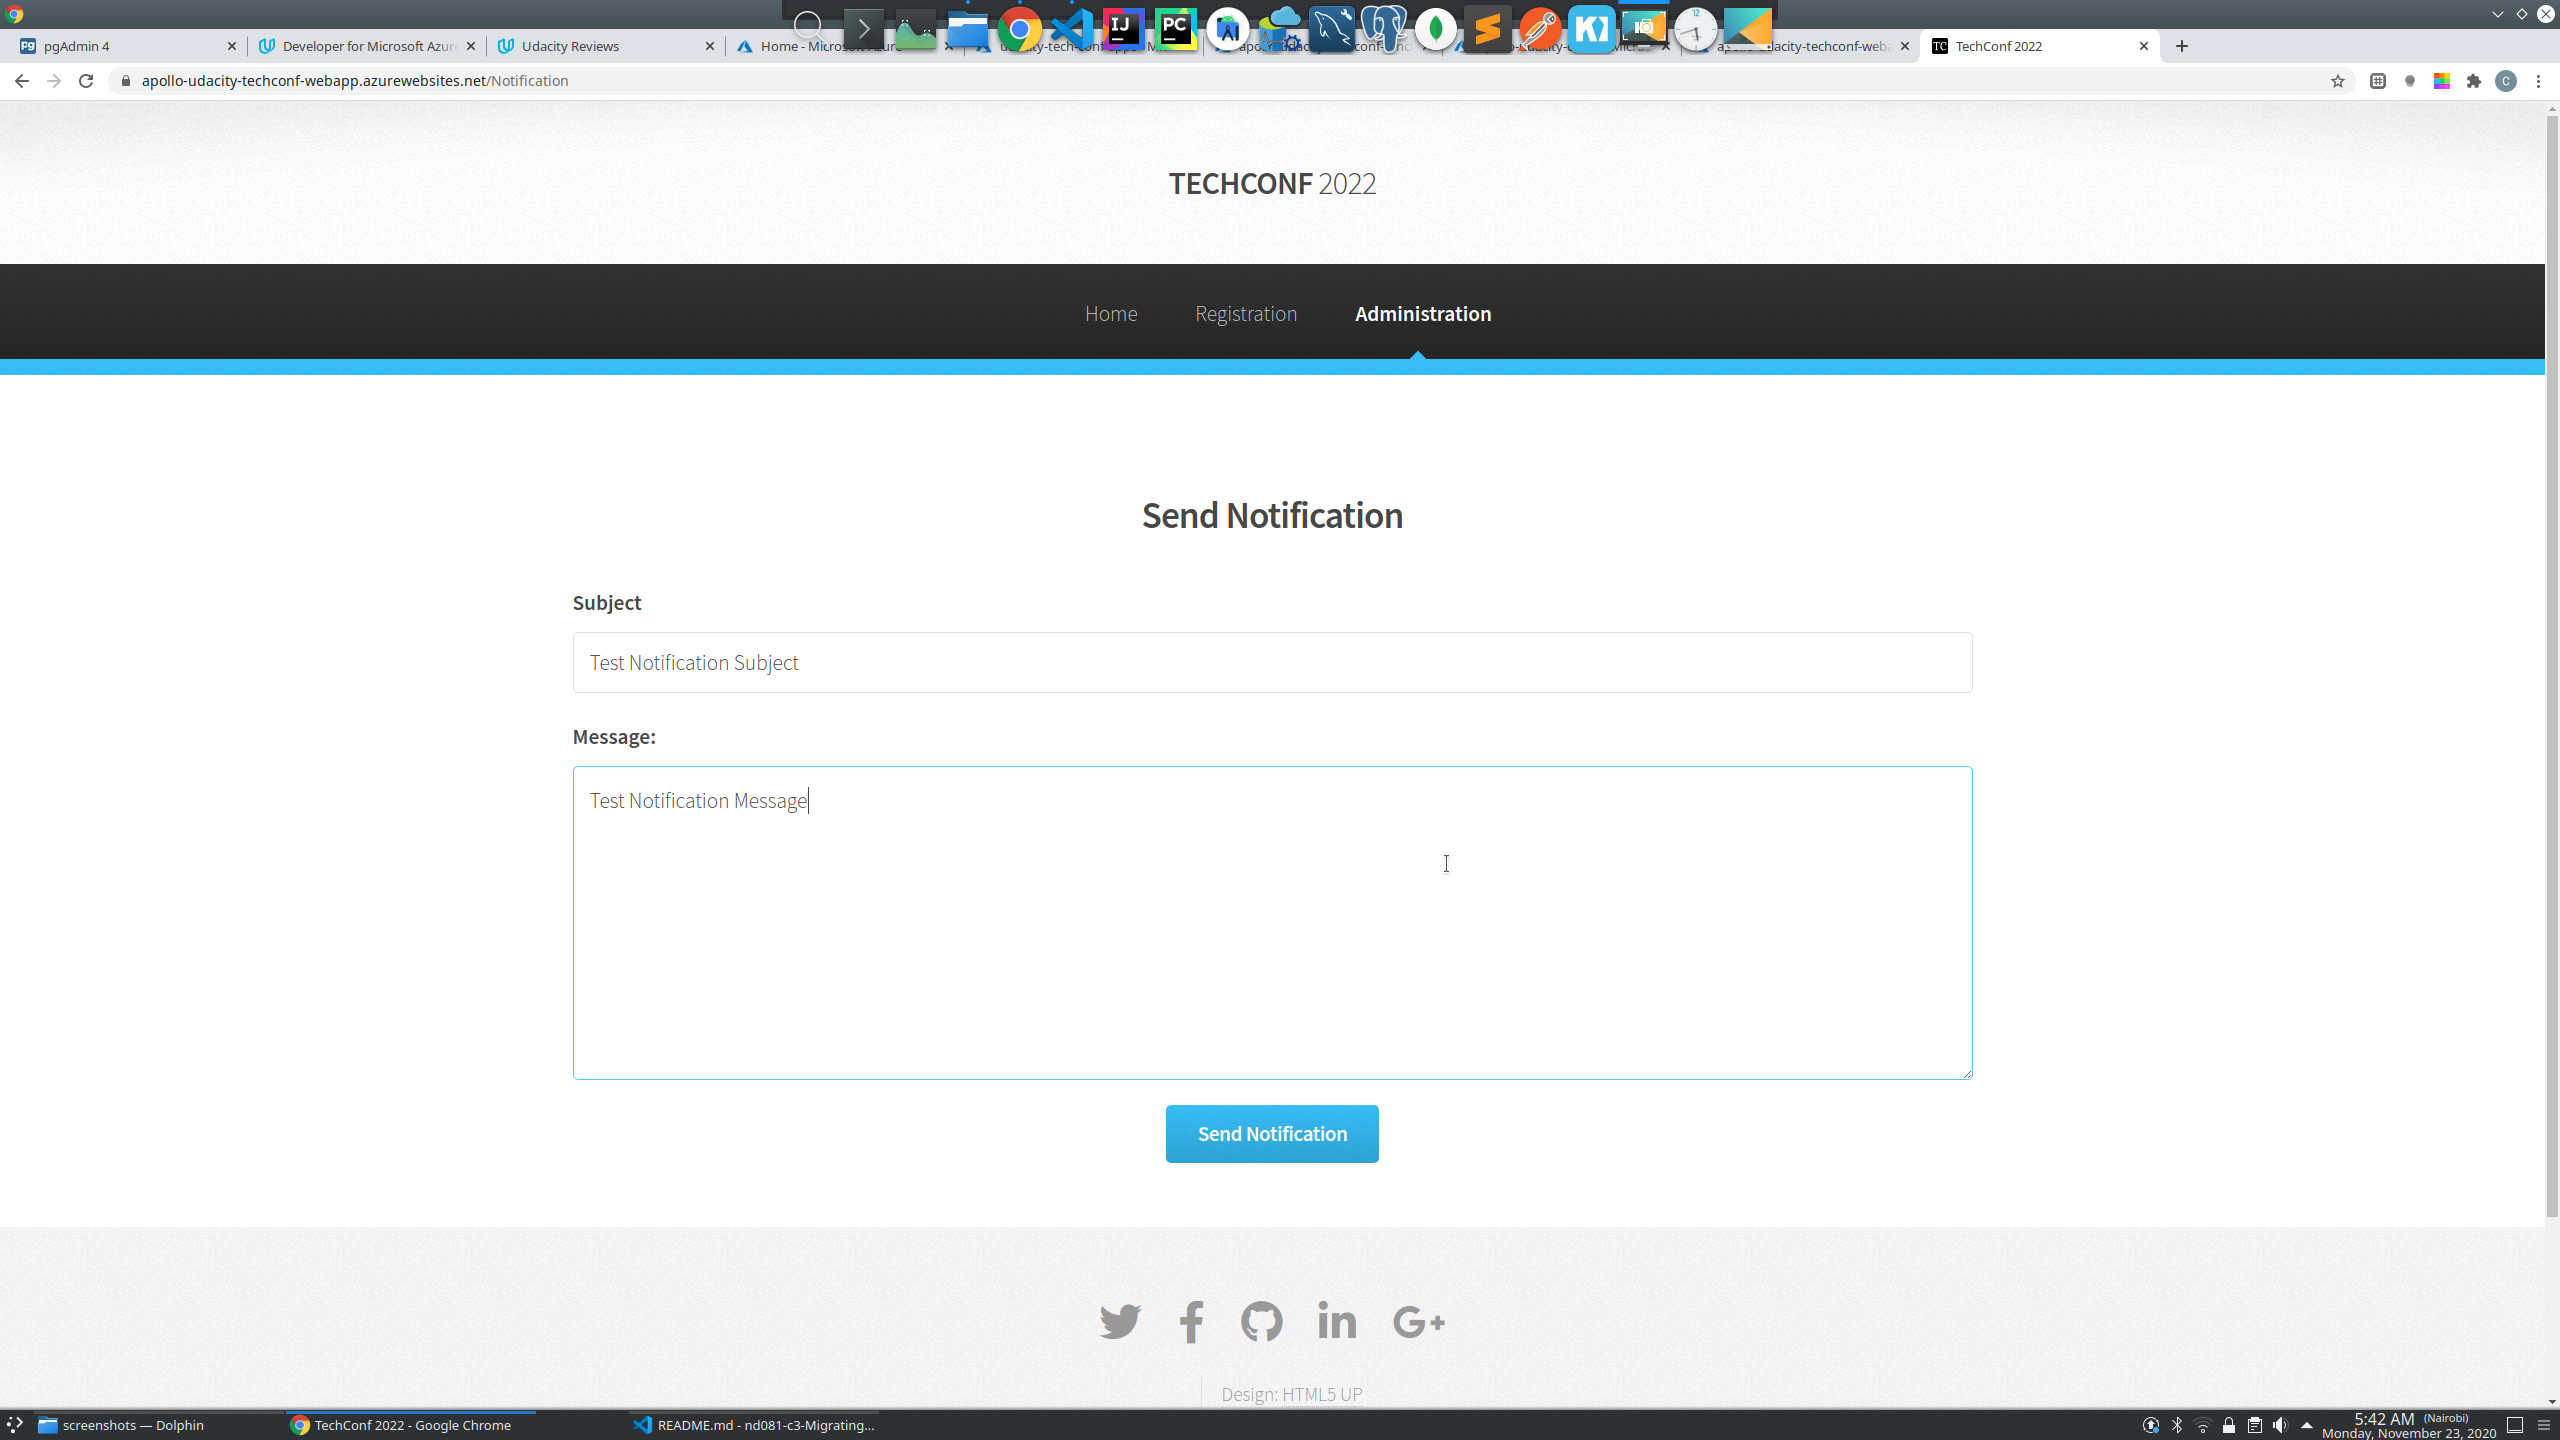 pgAdmin 4
Developer for Microsoft Azure
Udacity Reviews
Home - Microsoft Azure
TechConf 2022
apollo-udacity-techconf-webapp.azurewebsites.net/Notification
TECHCONF 2022
Home Registration Administration
Send Notification
Subject
Test Notification Subject
Message:
Test Notification Message
Send Notification
Design: HTML5 UP
screenshots — Dolphin
TechConf 2022 - Google Chrome
README.md - nd081-c3-Migrating...
5:42 AM (Nairobi)
Monday, November 23, 2020